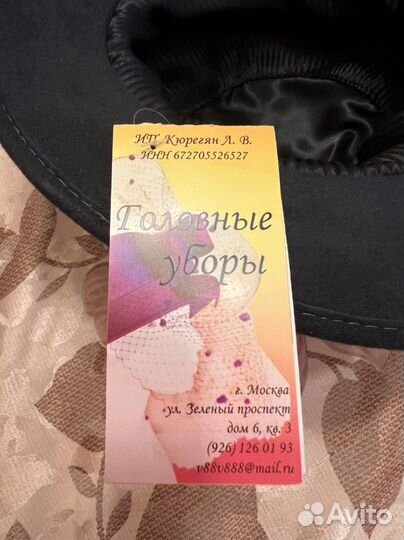 ИП Кюрегян Л. В.
ИНН 672705526527
Головные
уборы
г. Москва
ул. Зеленый проспект
дом 6, кв. 3
(926) 126 01 93
v88v888@mail.ru
Avito